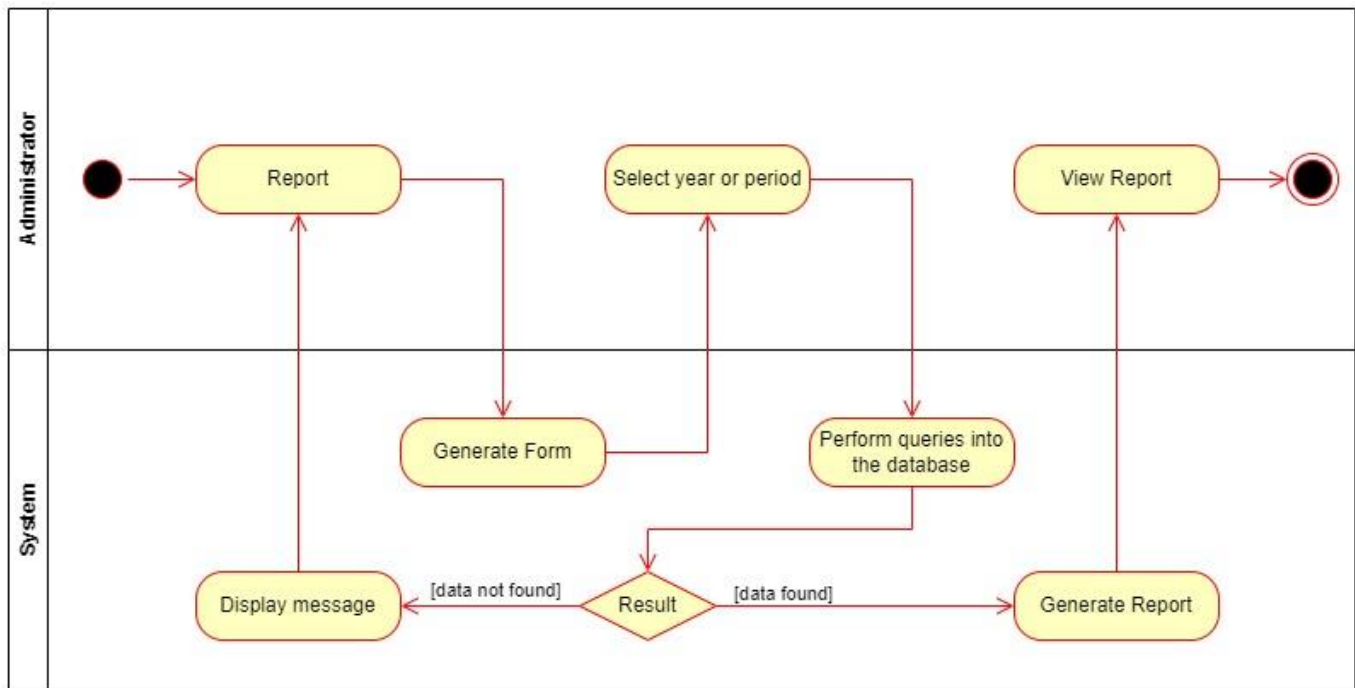 Administrator
Report
Select year or period
View Report
System
Generate Form
Perform queries into
the database
Display message
[data not found]
Result
[data found]
Generate Report